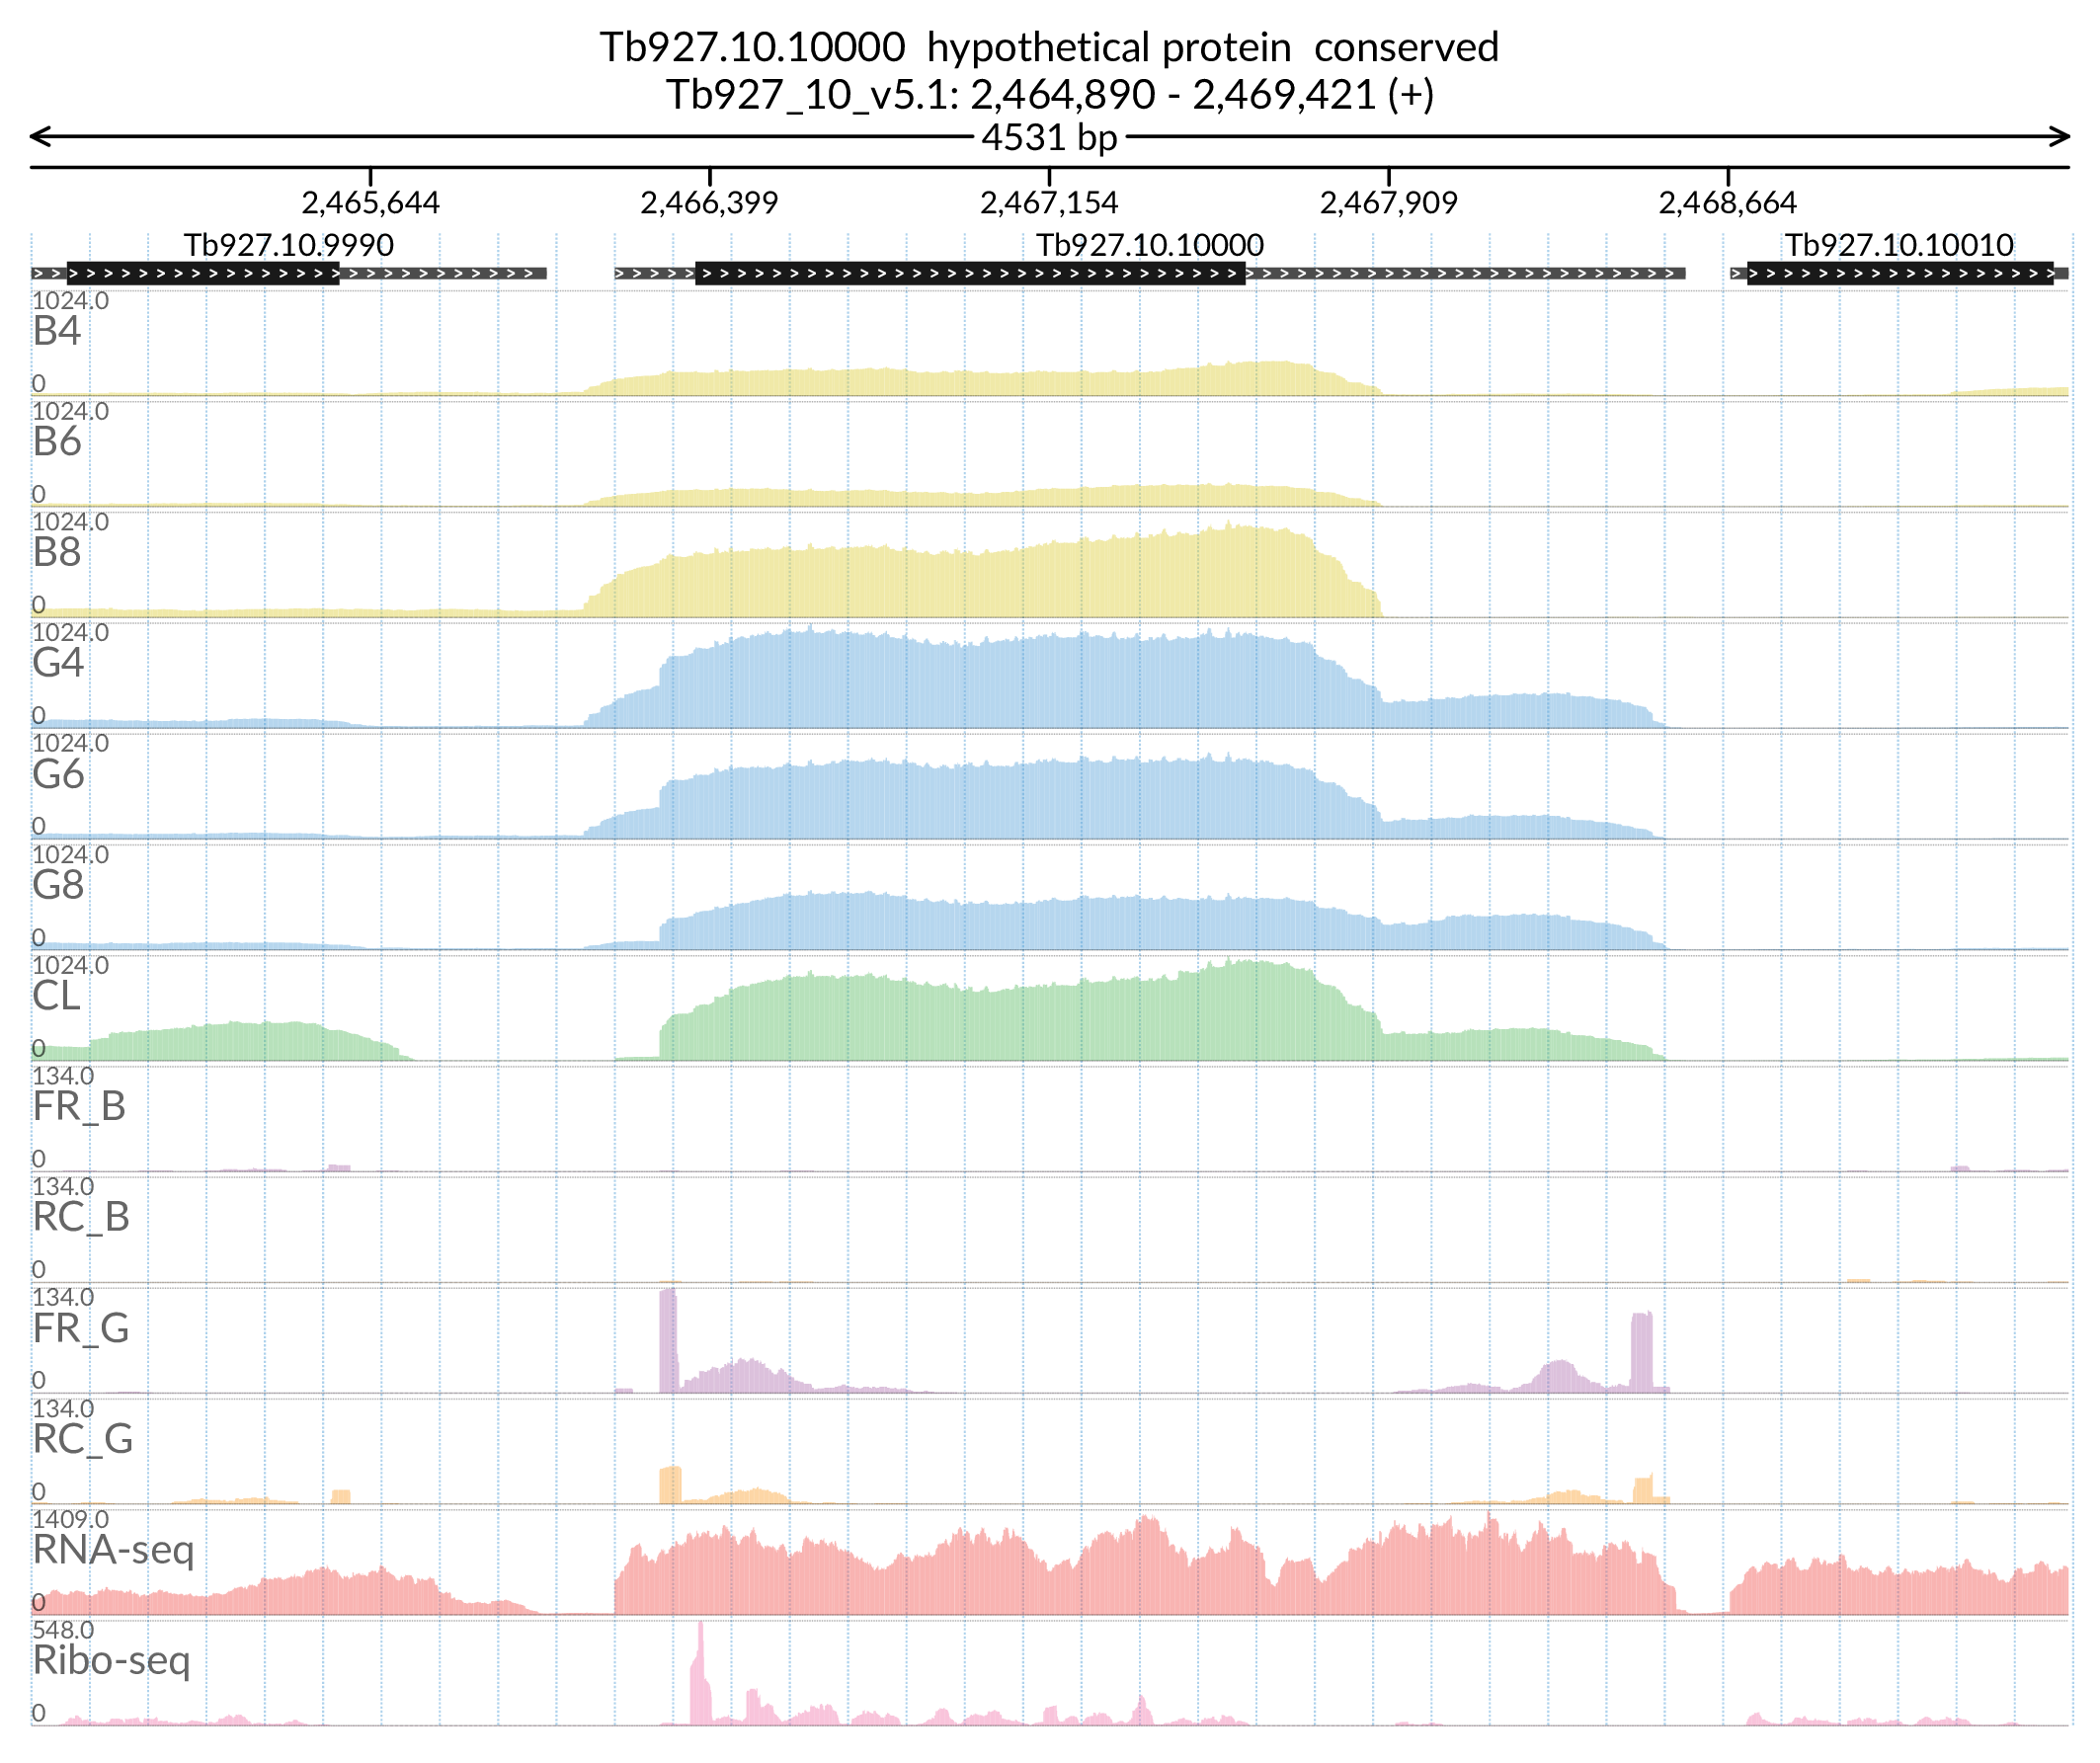 Tb927.10.10000  hypothetical protein  conserved
Tb927_10_v5.1: 2,464,890 - 2,469,421 (+)
4531 bp
2,465,644 2,466,399 2,467,154 2,467,909 2,468,664
Tb927.10.9990 Tb927.10.10000 Tb927.10.10010
1024.0
B4
0
1024.0
B6
0
1024.0
B8
0
1024.0
G4
0
1024.0
G6
0
1024.0
G8
0
1024.0
CL
0
134.0
FR_B
0
134.0
RC_B
0
134.0
FR_G
0
134.0
RC_G
0
1409.0
RNA-seq
0
548.0
Ribo-seq
0